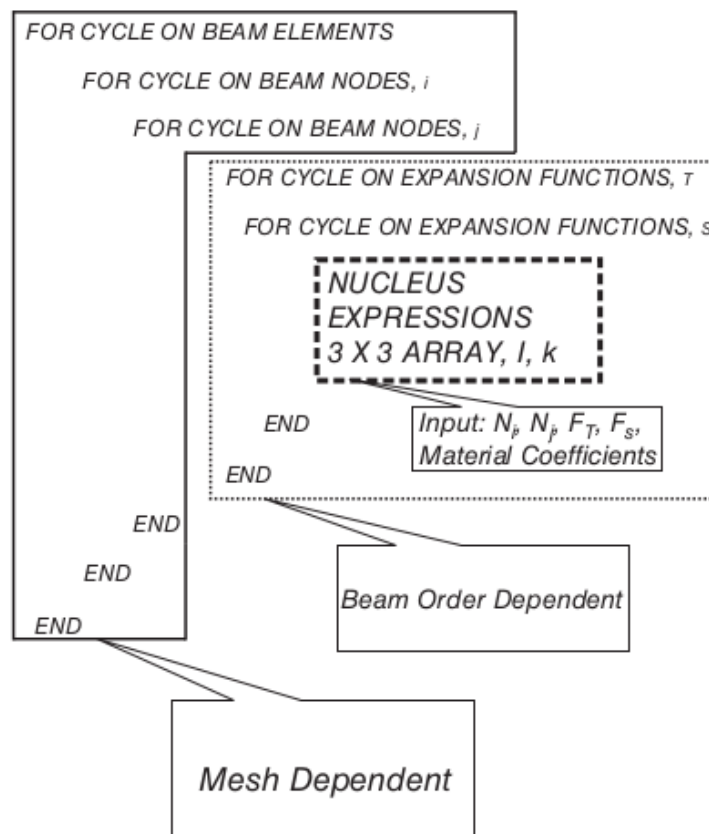 FOR CYCLE ON BEAM ELEMENTS
FOR CYCLE ON BEAM NODES, i
FOR CYCLE ON BEAM NODES, j
FOR CYCLE ON EXPANSION FUNCTIONS, T
FOR CYCLE ON EXPANSION FUNCTIONS, s
NUCLEUS
EXPRESSIONS
3 X 3 ARRAY, I, k
END
Input: Ni, Nj, FT, Fs,
Material Coefficients
END
END
END
END
Beam Order Dependent
Mesh Dependent